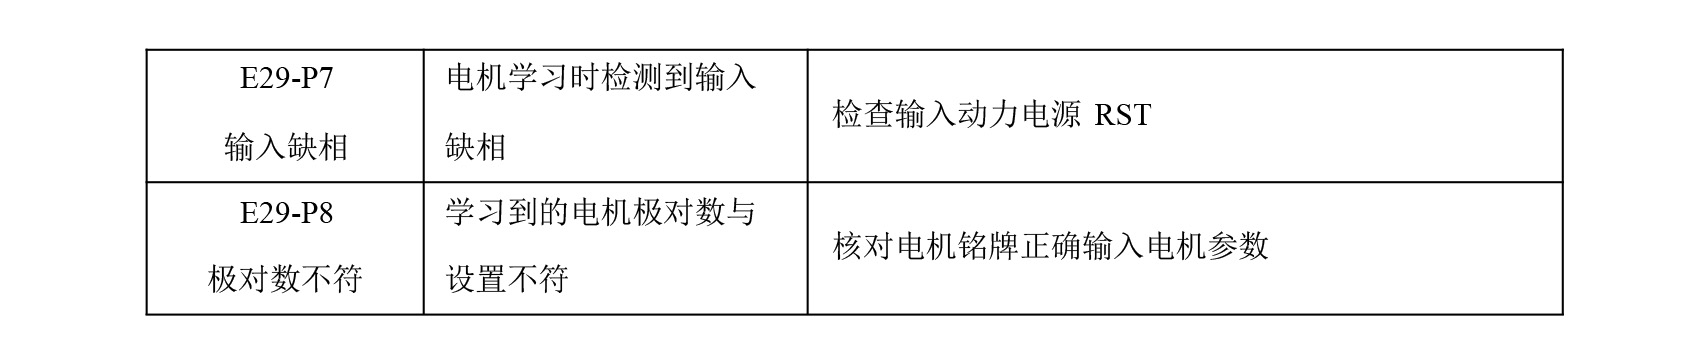 E29-P7
输入缺相
电机学习时检测到输入
缺相
检查输入动力电源 RST
E29-P8
极对数不符
学习到的电机极对数与
设置不符
核对电机铭牌正确输入电机参数